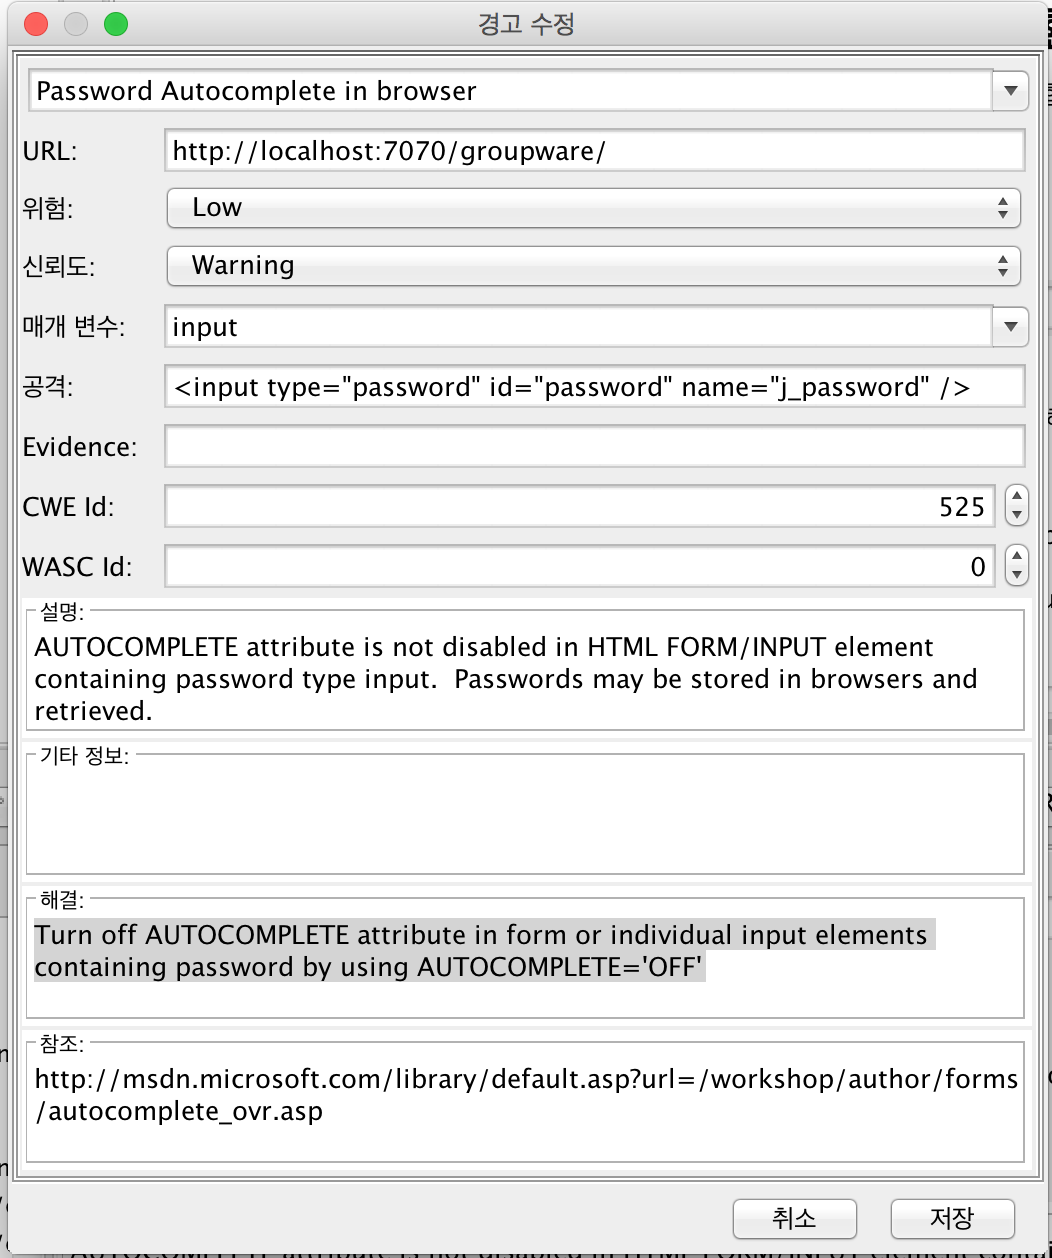 경고 수정
Password Autocomplete in browser
URL: http://localhost:7070/groupware/
위험: Low
신뢰도: Warning
매개 변수: input
공격: <input type="password" id="password" name="j_password" />
Evidence:
CWE Id: 525
WASC Id: 0
설명:
AUTOCOMPLETE attribute is not disabled in HTML FORM/INPUT element
containing password type input.  Passwords may be stored in browsers and
retrieved.
기타 정보:
해결:
Turn off AUTOCOMPLETE attribute in form or individual input elements
containing password by using AUTOCOMPLETE='OFF'
참조:
http://msdn.microsoft.com/library/default.asp?url=/workshop/author/forms
/autocomplete_ovr.asp
취소 저장